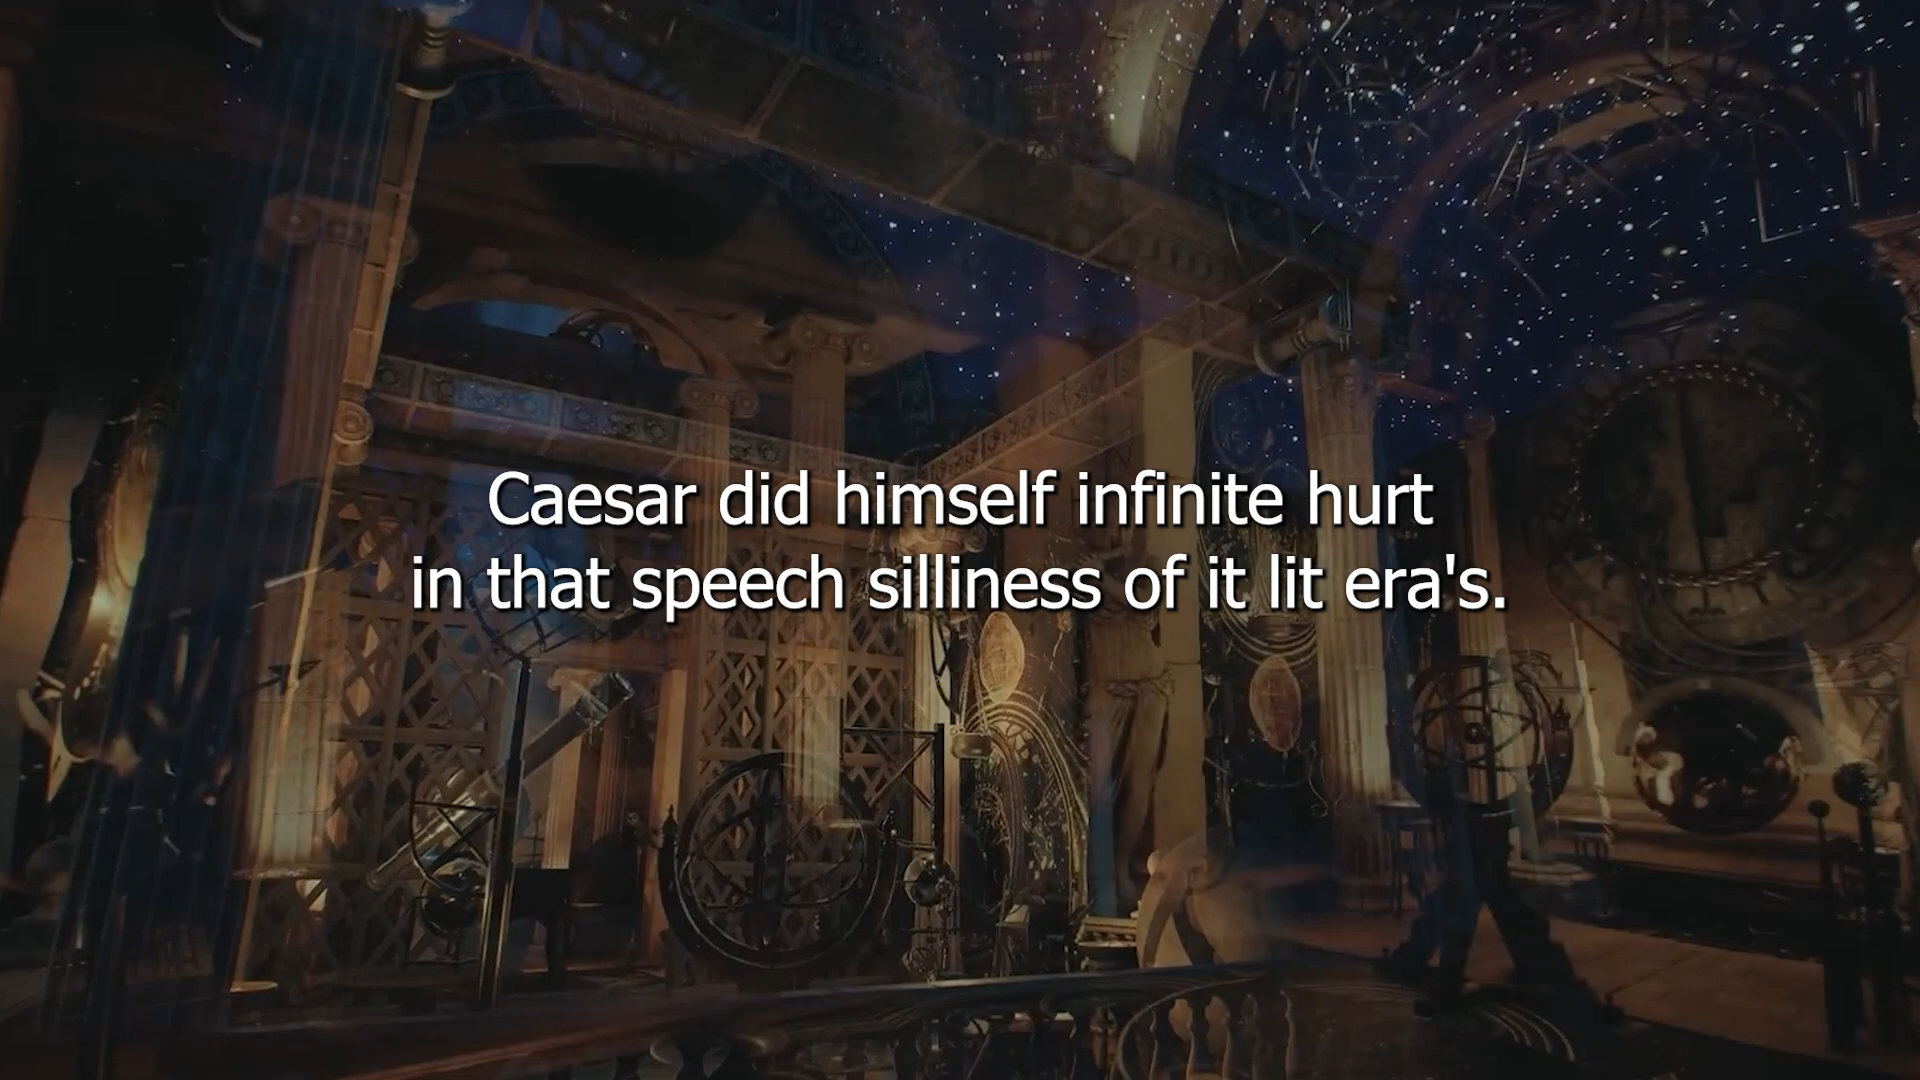 Caesar did himself infinite hurt
in that speech silliness of it lit era's.